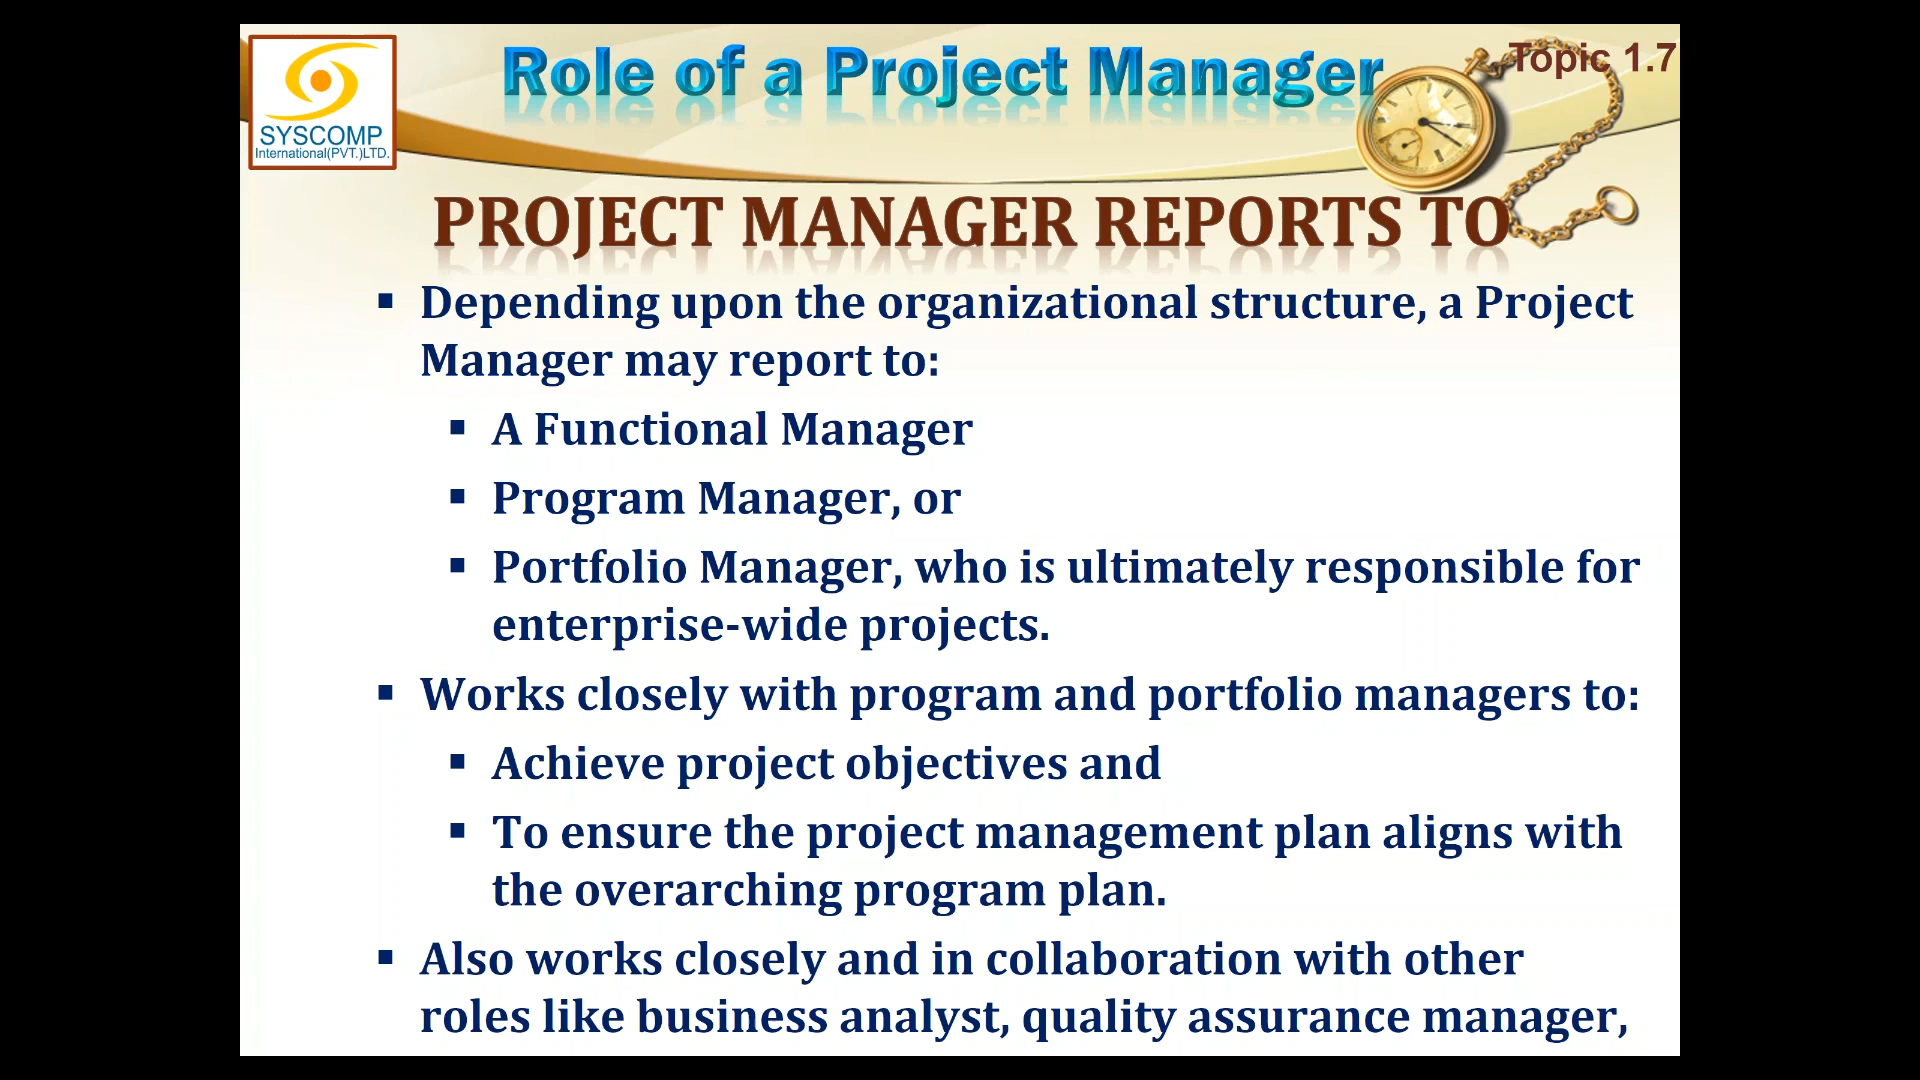 SYSCOMP
International(PVT.)LTD.
Role of a Project Manager
Topic 1.7
PROJECT MANAGER REPORTS TO
▪ Depending upon the organizational structure, a Project
Manager may report to:
▪ A Functional Manager
▪ Program Manager, or
▪ Portfolio Manager, who is ultimately responsible for
enterprise-wide projects.
▪ Works closely with program and portfolio managers to:
▪ Achieve project objectives and
▪ To ensure the project management plan aligns with
the overarching program plan.
▪ Also works closely and in collaboration with other
roles like business analyst, quality assurance manager,